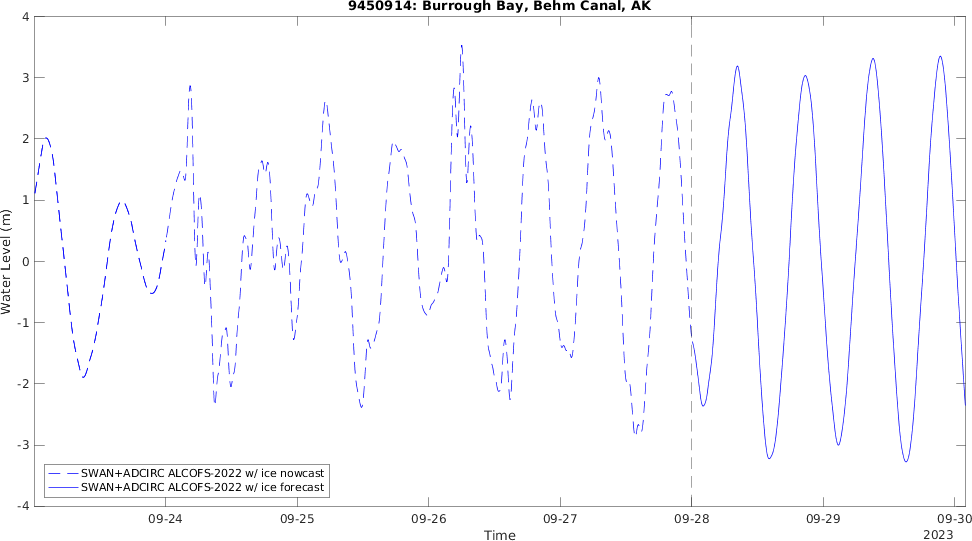 9450914: Burrough Bay, Behm Canal, AK
4
3
2
1
0
-1
-2
-3
-4
Water Level (m)
SWAN+ADCIRC ALCOFS-2022 w/ ice nowcast
SWAN+ADCIRC ALCOFS-2022 w/ ice forecast
09-24 09-25 09-26 09-27 09-28 09-29 09-30
Time
2023